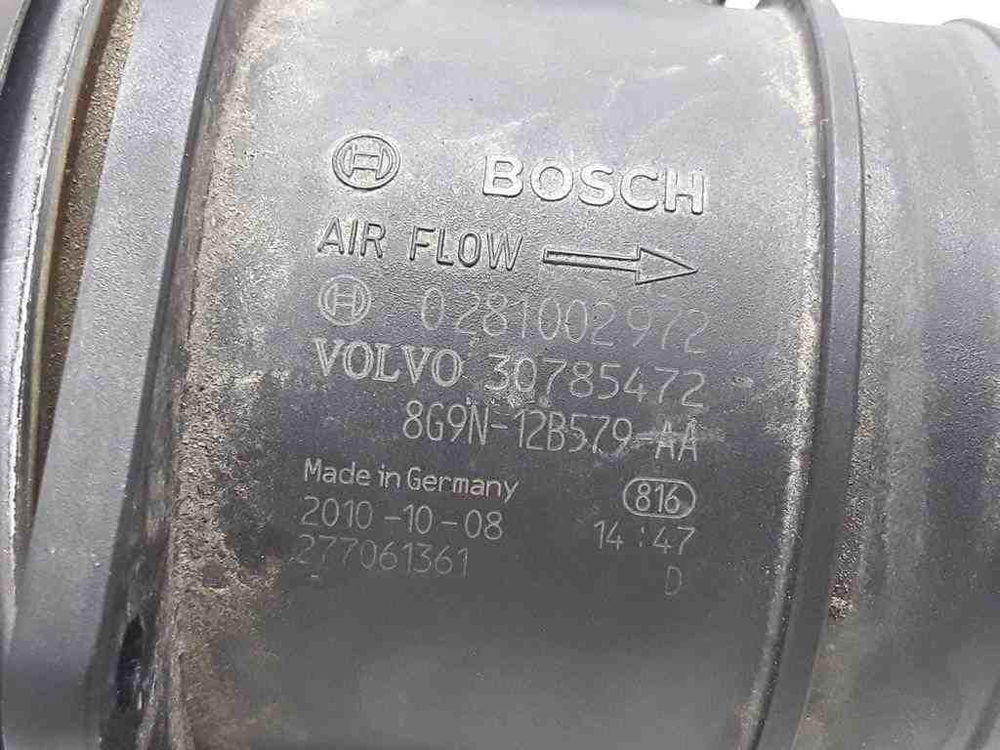 BOSCH
AIR FLOW
0281002972
VOLVO 30785472
8G9N-12B579-AA
Made in Germany 816
2010-10-08 14:47
277061361 D